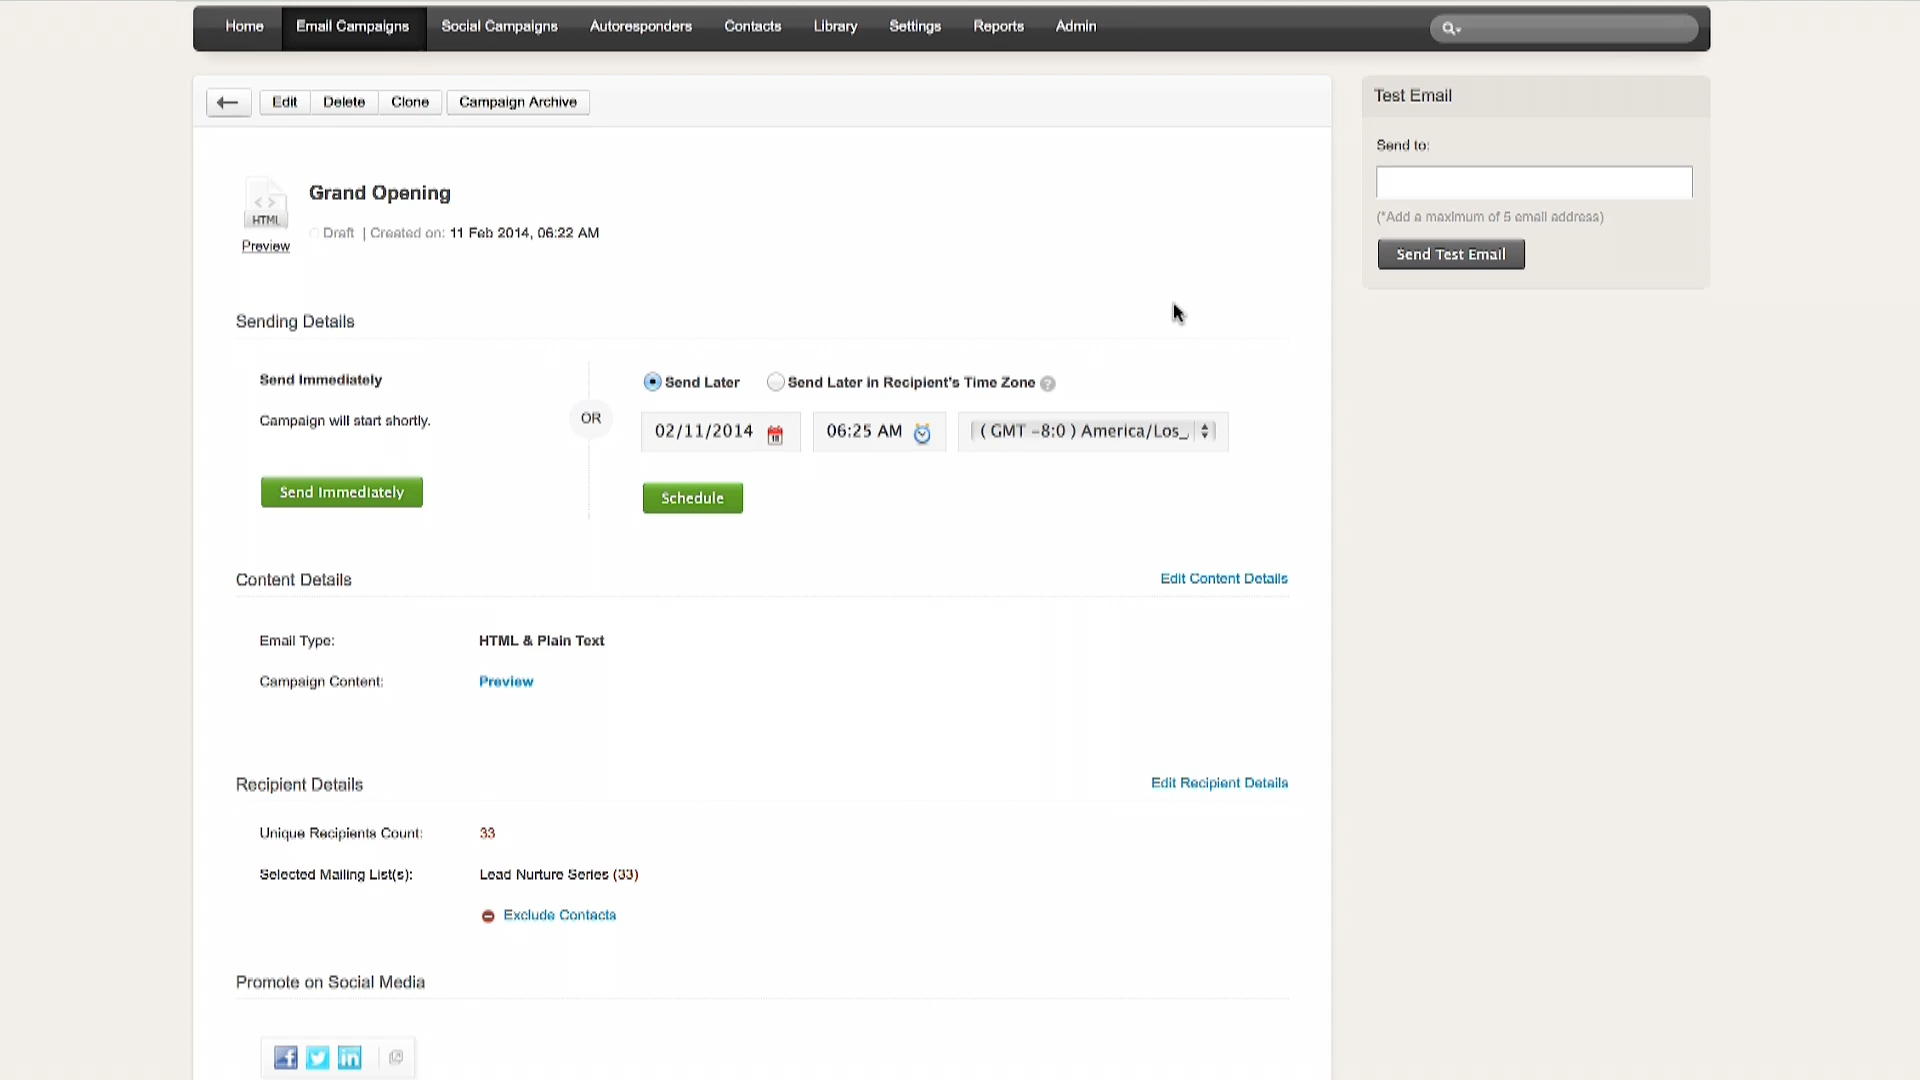 Home Email Campaigns Social Campaigns Autoresponders Contacts Library Settings Reports Admin
Edit Delete Clone Campaign Archive
Test Email
Send to:
(*Add a maximum of 5 email address)
Send Test Email
HTML
Preview
Grand Opening
Draft | Created on: 11 Feb 2014, 06:22 AM
Sending Details
Send Immediately
Campaign will start shortly.
Send Immediately
OR
Send Later Send Later in Recipient's Time Zone ?
02/11/2014 06:25 AM ( GMT -8:0 ) America/Los_
Schedule
Content Details Edit Content Details
Email Type: HTML & Plain Text
Campaign Content: Preview
Recipient Details Edit Recipient Details
Unique Recipients Count: 33
Selected Mailing List(s): Lead Nurture Series (33)
Exclude Contacts
Promote on Social Media
f in